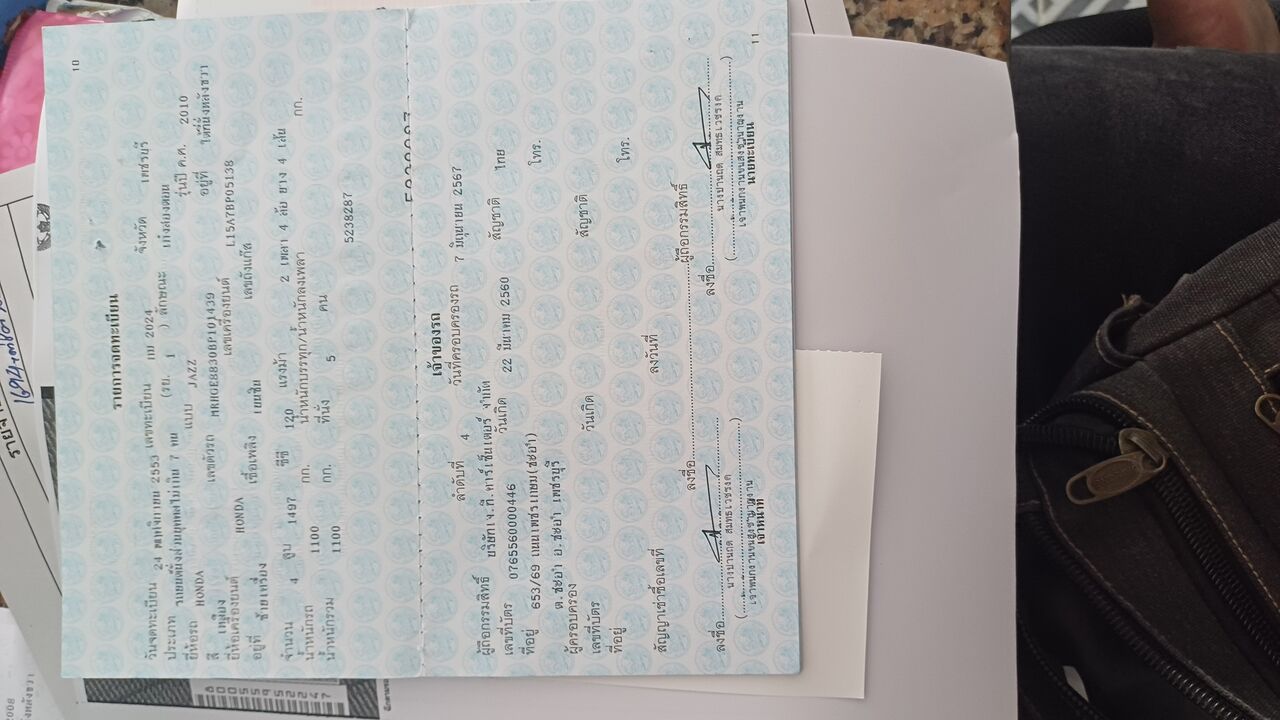 10
รายการจดทะเบียน
วันจดทะเบียน 24 พฤศจิกายน 2553 เลขทะเบียน กม 2024 จังหวัด เพชรบุรี
ประเภท รถยนต์นั่งส่วนบุคคลไม่เกิน 7 คน (รย. 1 ) ลักษณะ เก๋งสองตอน
ยี่ห้อรถ HONDA แบบ JAZZ รุ่นปี ค.ศ. 2010
สี เหลือง เลขตัวรถ อยู่ที่ ใต้ที่นั่งหลังขวา
ยี่ห้อเครื่องยนต์ HONDA เลขเครื่องยนต์ L15A7BP05138
อยู่ที่ ซ้ายเครื่อง เชื้อเพลิง เบนซิน เลขถังแก๊ส
จำนวน 4 สูบ 1497 ซีซี 120 แรงม้า 2 เพลา 4 ล้อ ยาง 4 เส้น
น้ำหนักรถ 1100 กก. น้ำหนักบรรทุก/น้ำหนักลงเพลา กก.
น้ำหนักรวม 1100 กก. ที่นั่ง 5 คน
5238287
เจ้าของรถ
ลำดับที่ 4 วันที่ครอบครองรถ 7 มิถุนายน 2567
ผู้ถือกรรมสิทธิ์ บริษัทเจ.ที.คาร์เซ็นเตอร์ จำกัด
เลขที่บัตร 0765560000446 วันเกิด 22 มีนาคม 2560 สัญชาติ ไทย
ที่อยู่ 653/69 ถนนเพชรเกษม(ชะอำ) โทร.
ต.ชะอำ อ.ชะอำ เพชรบุรี
ผู้ครอบครอง
เลขที่บัตร วันเกิด สัญชาติ
ที่อยู่ โทร.
สัญญาเช่าซื้อเลขที่ ลงวันที่
ลงชื่อ ผู้ถือกรรมสิทธิ์
ลงชื่อ ลงชื่อ
เจ้าหน้าที่ นายทะเบียน
11